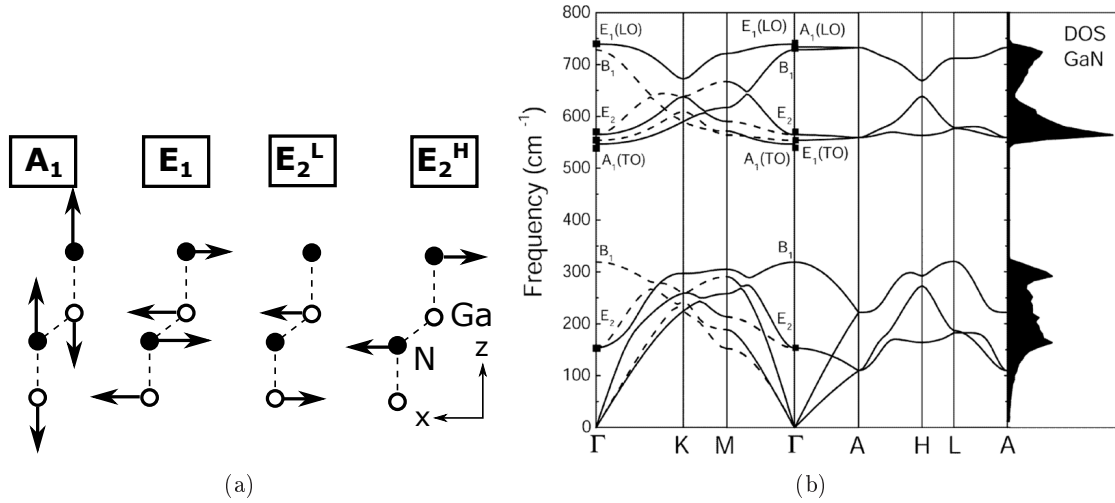 A₁ E₁ E₂ᴸ E₂ᴴ
Ga
N
z
x
(a)
Frequency (cm⁻¹)
800
700
600
500
400
300
200
100
0
E₁(LO)
B₁
E₂
A₁(TO)
B₁
E₂
E₁(LO)
B₁
E₂
A₁(TO)
B₁
E₂
A₁(LO)
E₁(TO)
DOS
GaN
Γ K M Γ A H L A
(b)